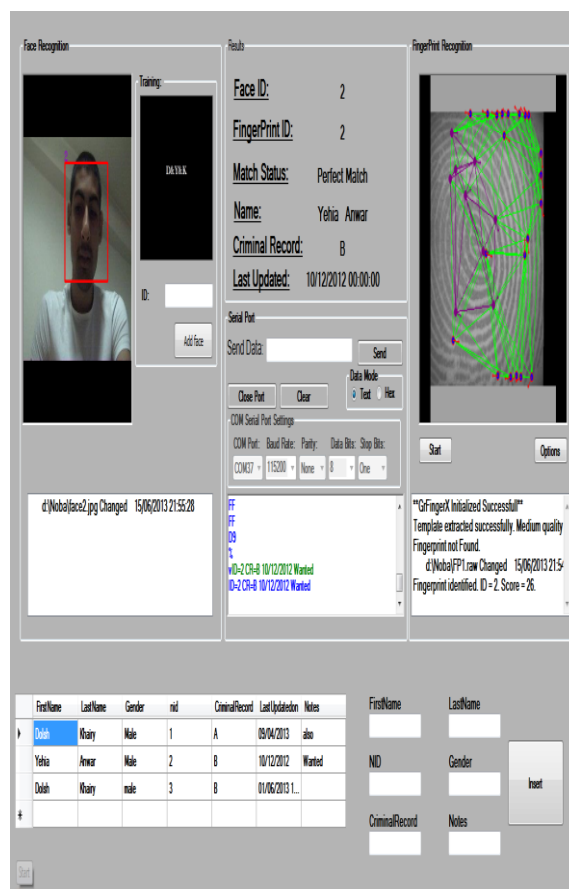 Face Recognition
Training:
D&Y&K
ID:
Add Face
d:\Noba\face2.jpg Changed 15/06/2013 21:55:28
Results
Face ID: 2
FingerPrint ID: 2
Match Status: Perfect Match
Name: Yehia Anwar
Criminal Record: B
Last Updated: 10/12/2012 00:00:00
Serial Port
Send Data:
Send
Data Mode
Text Hex
Close Port Clear
COM Serial Port Settings
COM Port: Baud Rate: Parity: Data Bits: Stop Bits:
COM37 115200 None 8 One
FF
FF
D9
%
vID=2 CR=B 10/12/2012 Wanted
ID=2 CR=B 10/12/2012 Wanted
FingerPrint Recognition
Start Options
**GrFingerX Initialized Successfull**
Template extracted successfully. Medium quality
Fingerprint not Found.
d:\Noba\FP1.raw Changed 15/06/2013 21:5
Fingerprint identified. ID = 2. Score = 26.
FirstName LastName Gender nid CriminalRecord LastUpdatedon Notes
Dolsh Khairy Male 1 A 09/04/2013 also
Yehia Anwar Male 2 B 10/12/2012 Wanted
Dolsh Khairy male 3 B 01/06/2013 1...
FirstName LastName
NID Gender
CriminalRecord Notes
Insert
Start